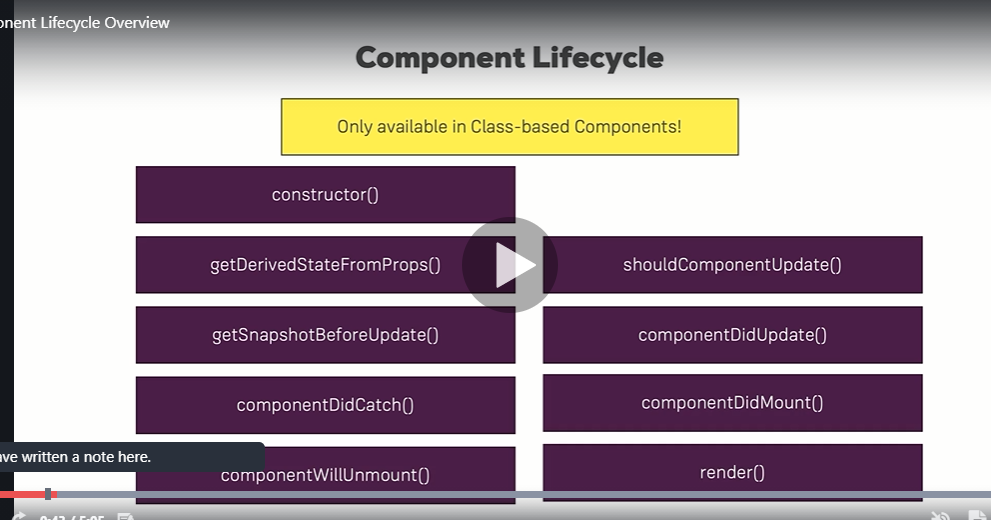 onent Lifecycle Overview
Component Lifecycle
Only available in Class-based Components!
constructor()
getDerivedStateFromProps()
shouldComponentUpdate()
getSnapshotBeforeUpdate()
componentDidUpdate()
componentDidCatch()
componentDidMount()
ave written a note here.
componentWillUnmount()
render()